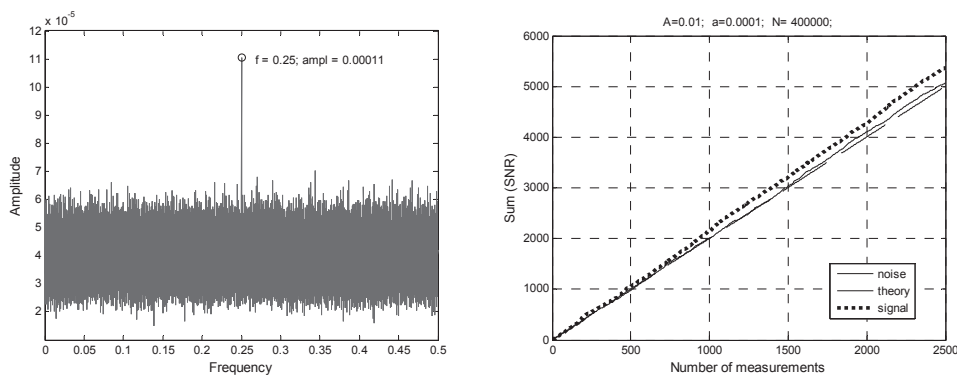 x 10⁻⁵
12
11
10
9
8
7
6
5
4
3
2
Amplitude
f = 0.25; ampl = 0.00011
0 0.05 0.1 0.15 0.2 0.25 0.3 0.35 0.4 0.45 0.5
Frequency
A=0.01; a=0.0001; N= 400000;
6000
5000
4000
3000
2000
1000
0
Sum (SNR)
noise
theory
signal
0 500 1000 1500 2000 2500
Number of measurements